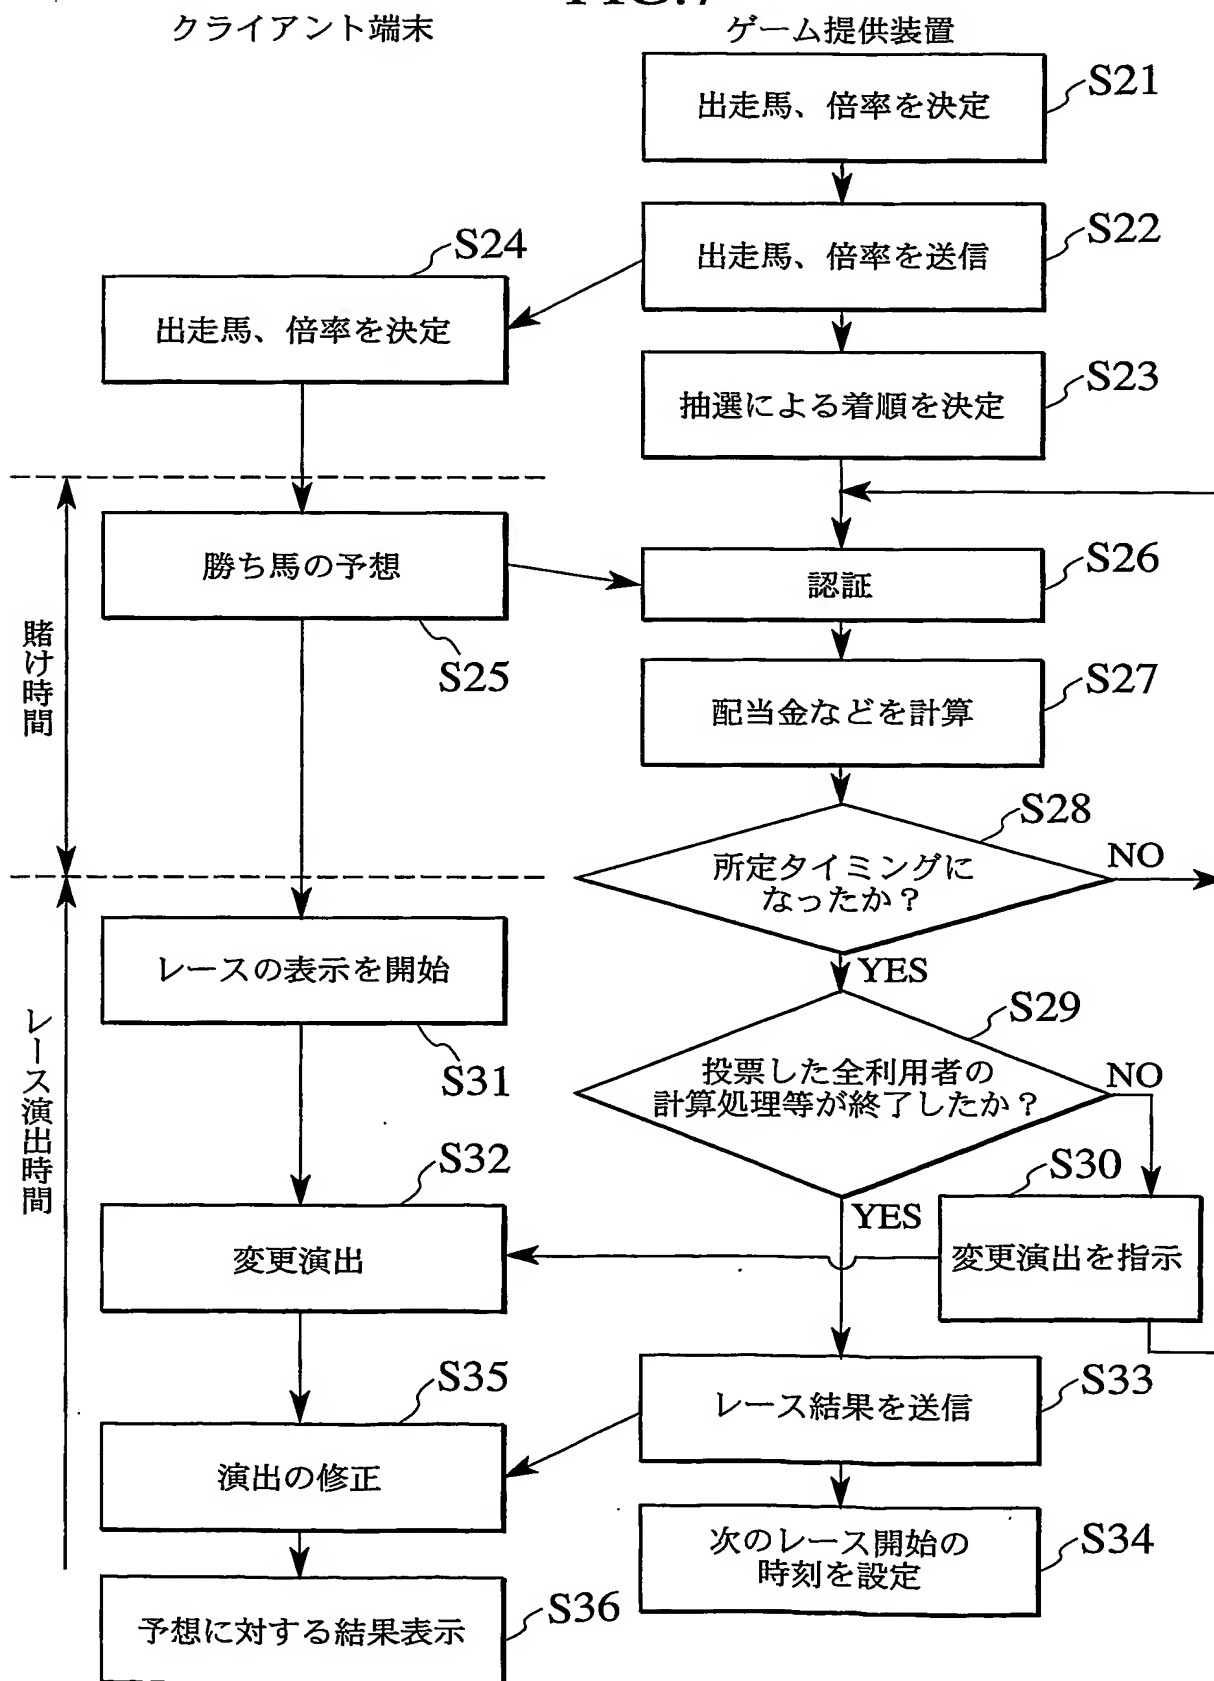 FIG.7
クライアント端末
ゲーム提供装置
S21
出走馬、倍率を決定
S22
出走馬、倍率を送信
S24
出走馬、倍率を決定
S23
抽選による着順を決定
勝ち馬の予想
S25
S26
認証
S27
配当金などを計算
賭け時間
S28
所定タイミングに
なったか？
NO
YES
レースの表示を開始
S31
S29
投票した全利用者の
計算処理等が終了したか？
NO
YES
レース演出時間
S32
変更演出
S30
変更演出を指示
S33
レース結果を送信
S35
演出の修正
S34
次のレース開始の
時刻を設定
S36
予想に対する結果表示